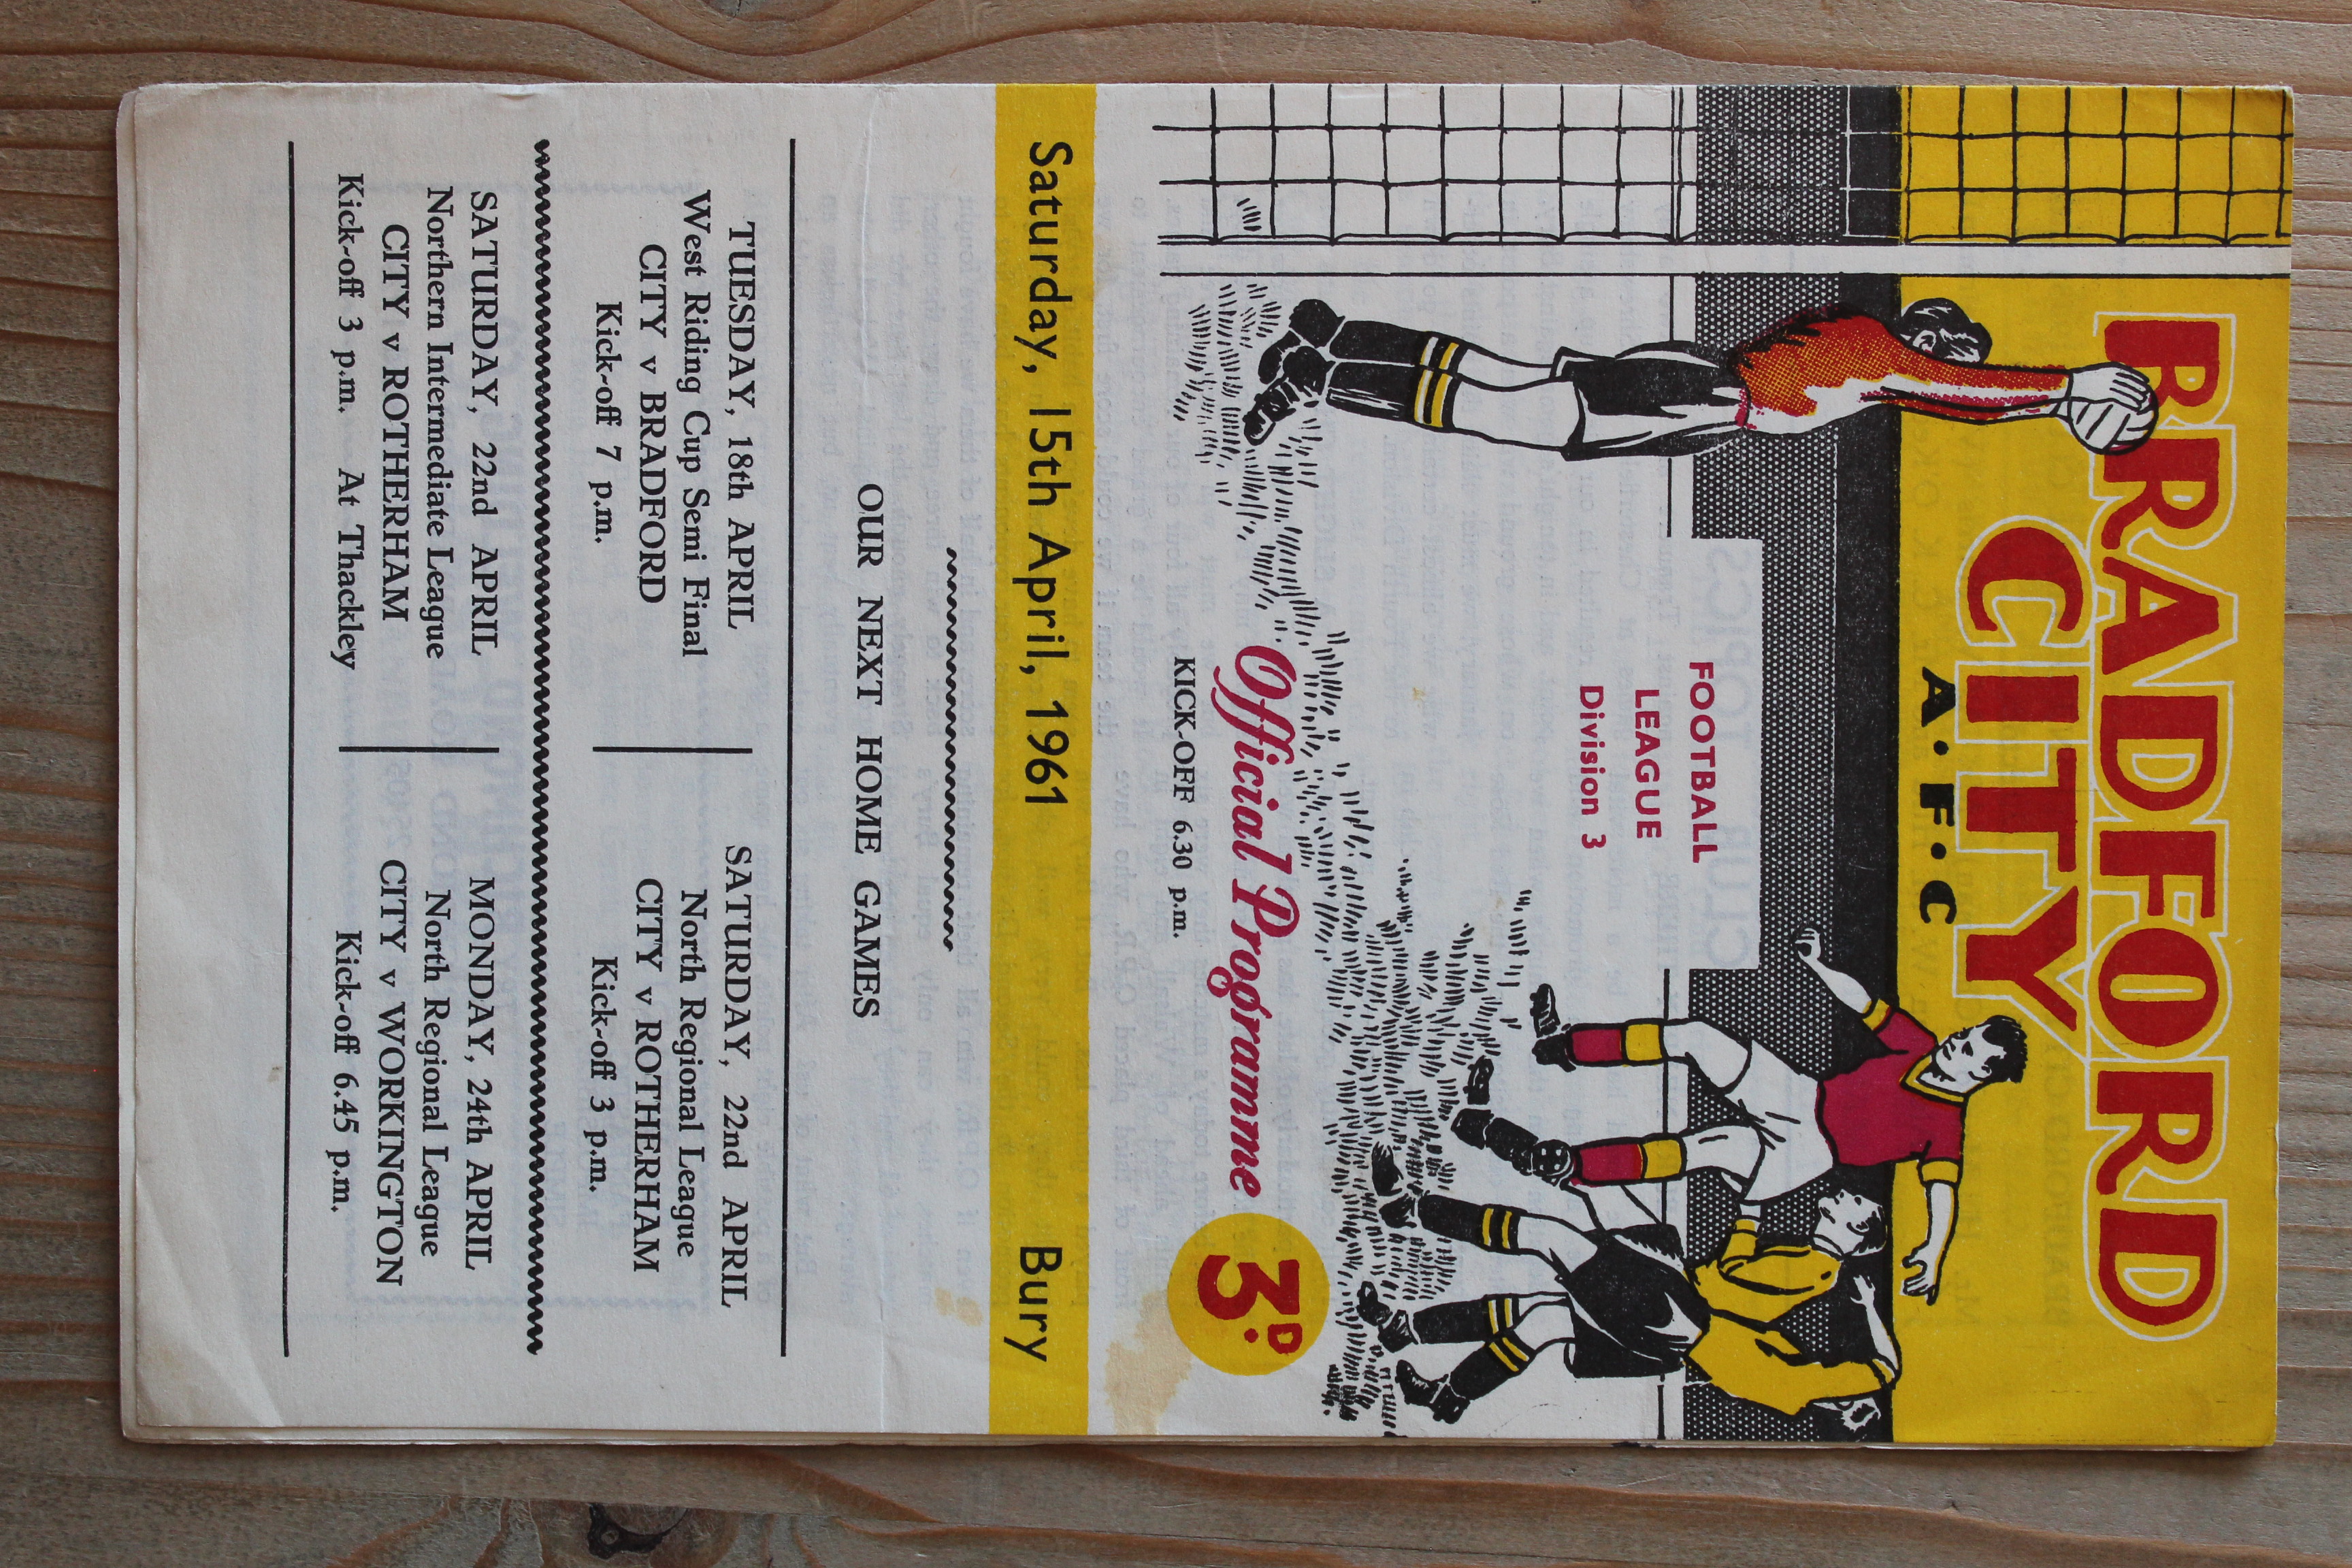 BRADFORD
CITY
A.F.C
FOOTBALL
LEAGUE
Division 3
Official Programme
3D.
KICK-OFF 6.30 p.m.
Saturday, 15th April, 1961 Bury
OUR NEXT HOME GAMES
TUESDAY, 18th APRIL
West Riding Cup Semi Final
CITY v BRADFORD
Kick-off 7 p.m.
SATURDAY, 22nd APRIL
North Regional League
CITY v ROTHERHAM
Kick-off 3 p.m.
SATURDAY, 22nd APRIL
Northern Intermediate League
CITY v ROTHERHAM
Kick-off 3 p.m. At Thackley
MONDAY, 24th APRIL
North Regional League
CITY v WORKINGTON
Kick-off 6.45 p.m.